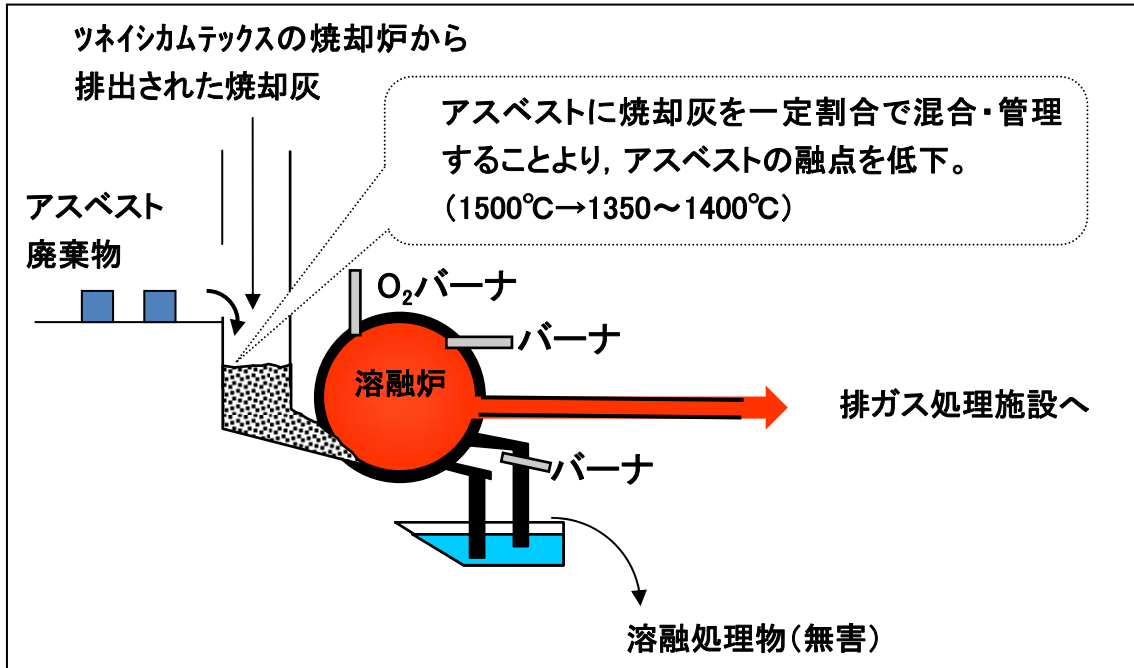 ツネイシカムテックスの焼却炉から
排出された焼却灰
アスベストに焼却灰を一定割合で混合・管理
することより，アスベストの融点を低下。
（1500℃→1350～1400℃）
アスベスト
廃棄物
O₂バーナ
バーナ
溶融炉
排ガス処理施設へ
バーナ
溶融処理物（無害）